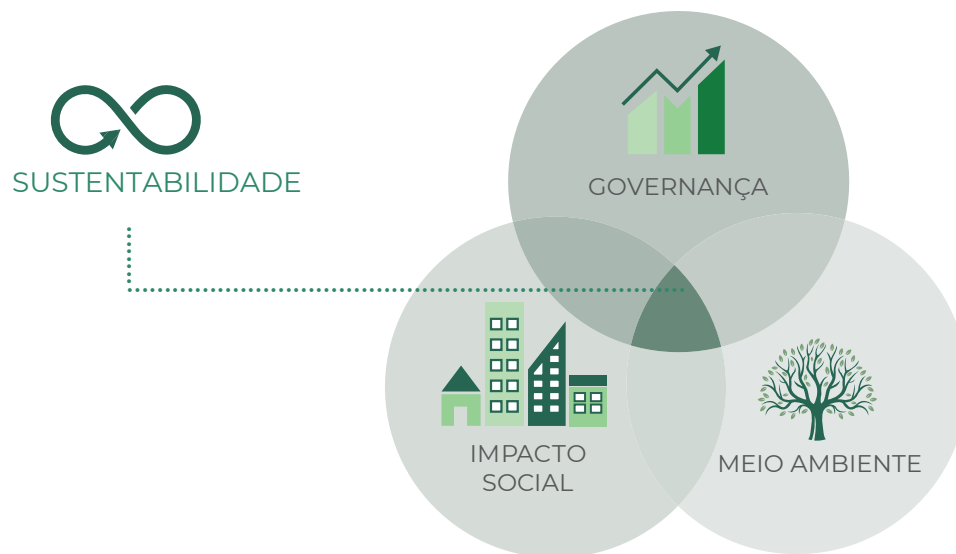 SUSTENTABILIDADE
GOVERNANÇA
IMPACTO
SOCIAL
MEIO AMBIENTE